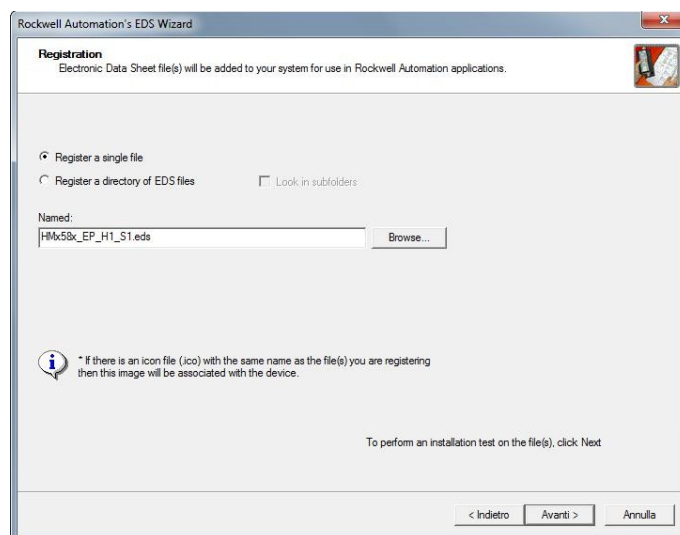 Rockwell Automation's EDS Wizard
Registration
Electronic Data Sheet file(s) will be added to your system for use in Rockwell Automation applications.
Register a single file
Register a directory of EDS files
Look in subfolders
Named:
HMx58x_EP_H1_S1.eds
Browse...
* If there is an icon file (.ico) with the same name as the file(s) you are registering
then this image will be associated with the device.
To perform an installation test on the file(s), click Next
< Indietro
Avanti >
Annulla